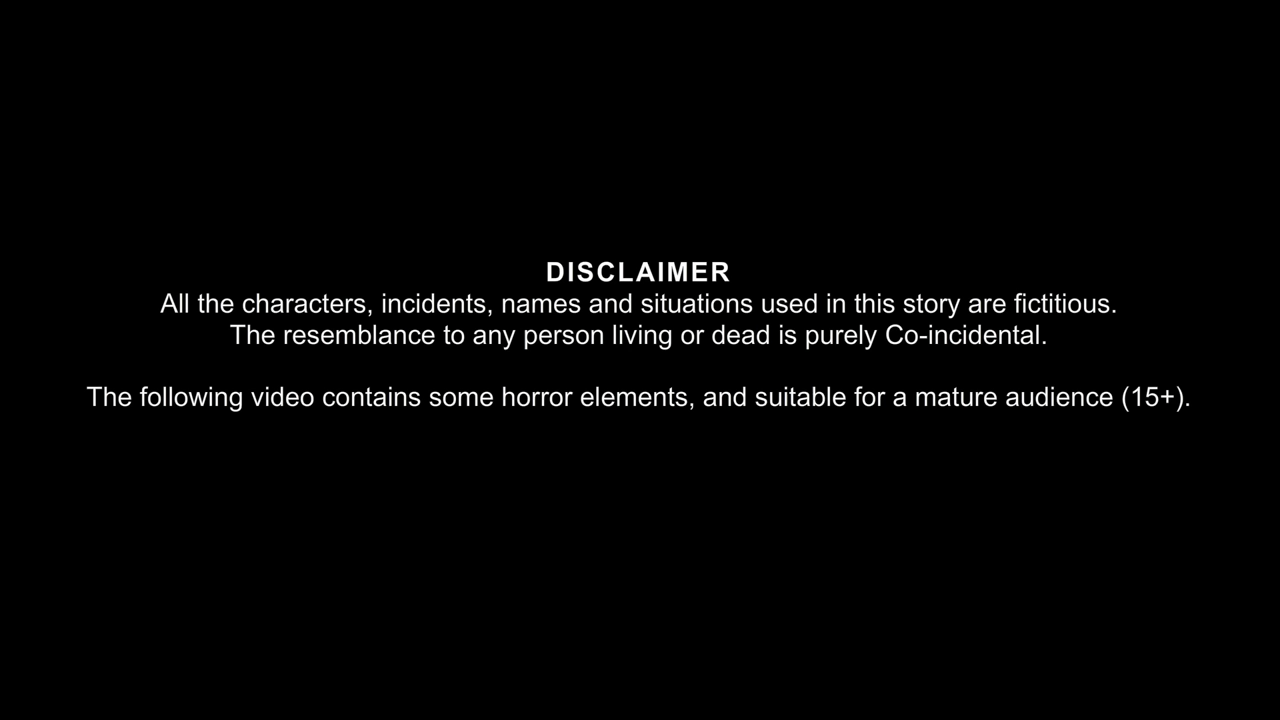 DISCLAIMER
All the characters, incidents, names and situations used in this story are fictitious.
The resemblance to any person living or dead is purely Co-incidental.
The following video contains some horror elements, and suitable for a mature audience (15+).